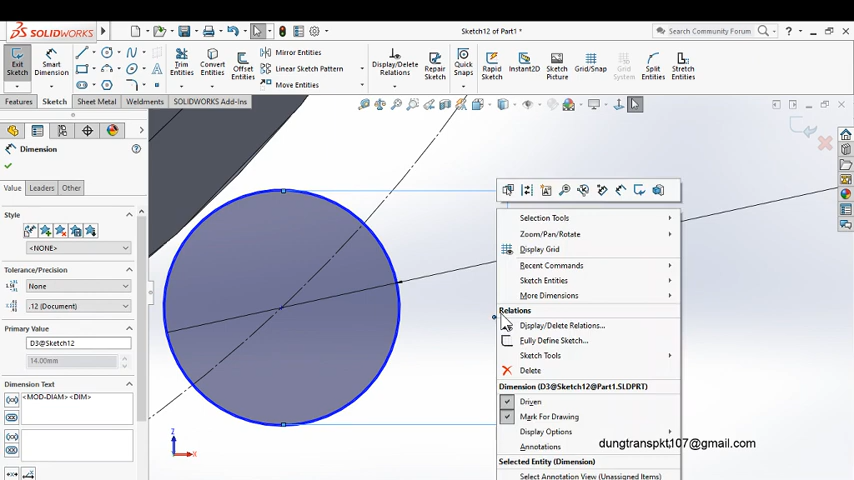 SOLIDWORKS
Sketch12 of Part1 *
Search Community Forum
Exit Sketch
Smart Dimension
Trim Entities
Convert Entities
Offset Entities
Mirror Entities
Linear Sketch Pattern
Move Entities
Display/Delete Relations
Repair Sketch
Quick Snaps
Rapid Sketch
Instant2D
Sketch Picture
Grid/Snap
Grid System
Split Entities
Stretch Entities
Features
Sketch
Sheet Metal
Weldments
SOLIDWORKS Add-Ins
Dimension
Value
Leaders
Other
Style
<NONE>
Tolerance/Precision
None
.12 (Document)
Primary Value
D3@Sketch12
14.00mm
Dimension Text
<MOD-DIAM><DIM>
Z
X
Selection Tools
Zoom/Pan/Rotate
Display Grid
Recent Commands
Sketch Entities
More Dimensions
Relations
Display/Delete Relations...
Fully Define Sketch...
Sketch Tools
Delete
Dimension (D3@Sketch12@Part1.SLDPRT)
Driven
Mark For Drawing
Display Options
Annotations
Selected Entity (Dimension)
Select Annotation View (Unassigned Items)
dungtranspkt107@gmail.com